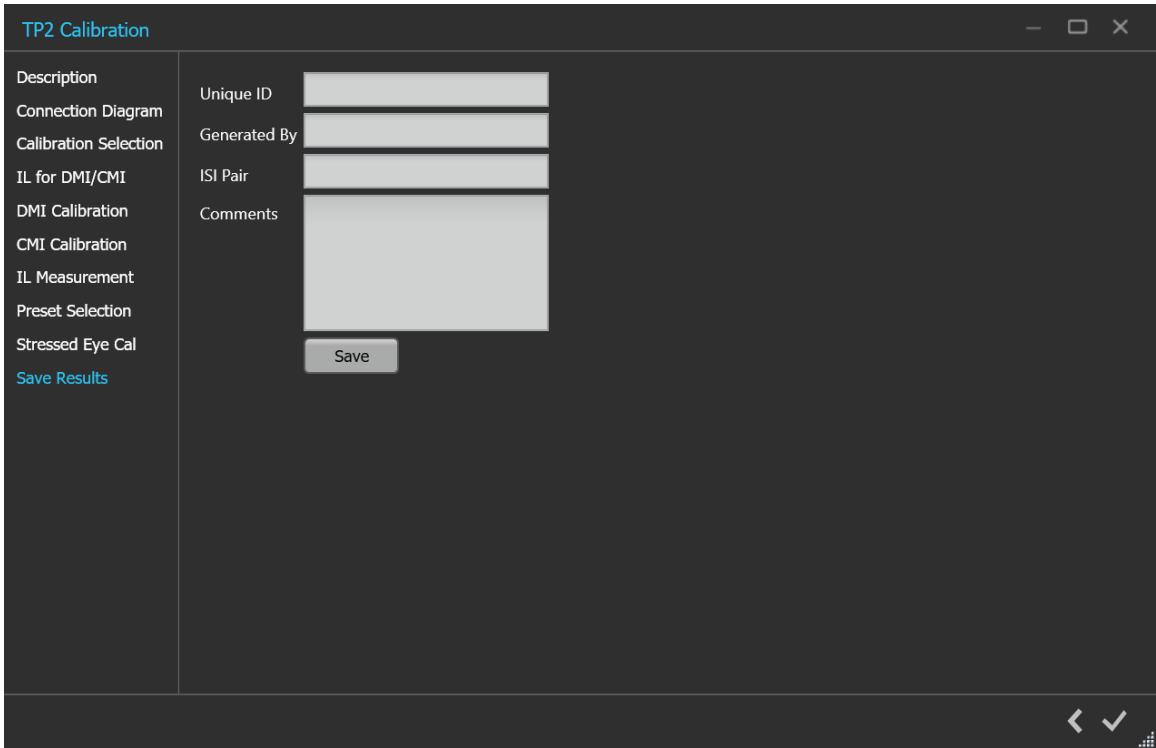 TP2 Calibration
Description
Connection Diagram
Calibration Selection
IL for DMI/CMI
DMI Calibration
CMI Calibration
IL Measurement
Preset Selection
Stressed Eye Cal
Save Results
Unique ID
Generated By
ISI Pair
Comments
Save